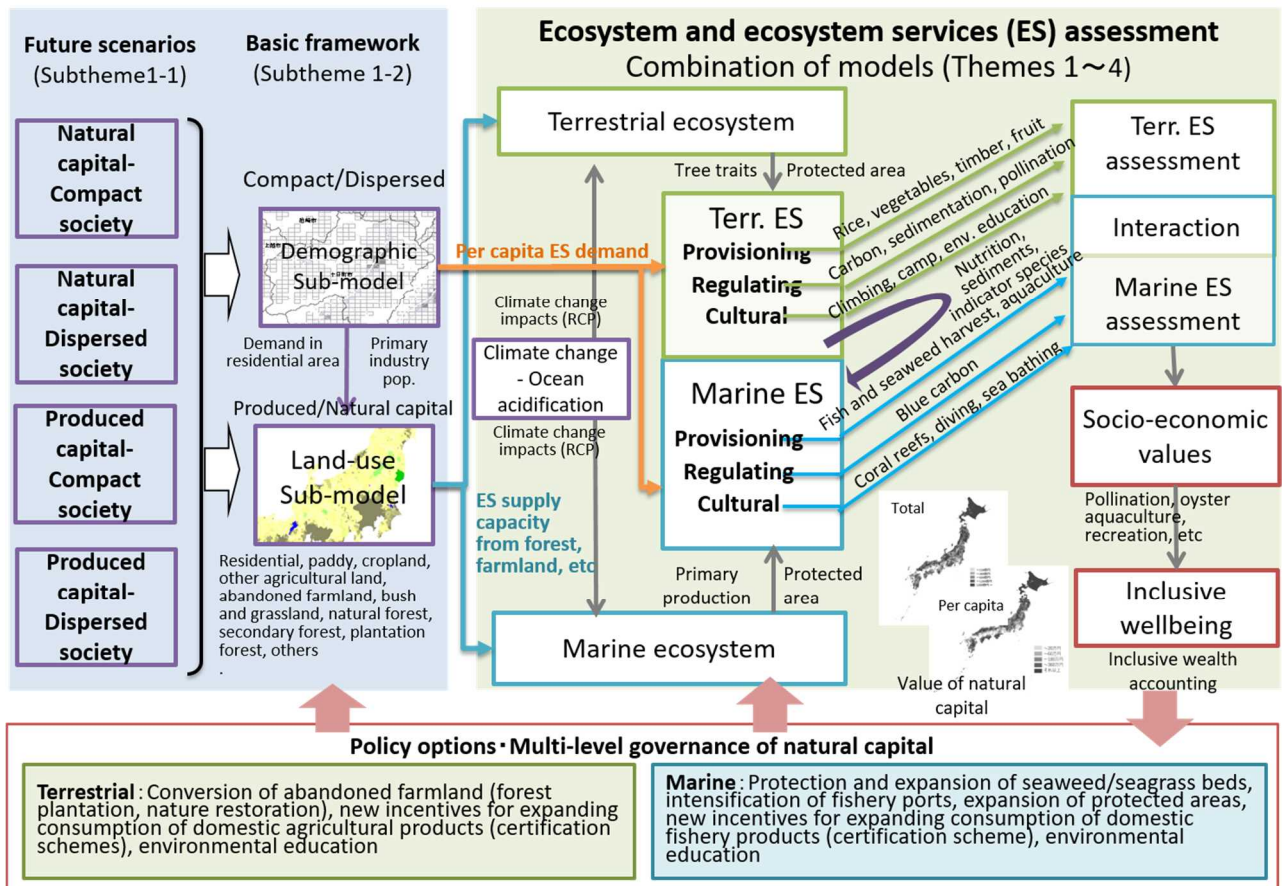 Future scenarios
(Subtheme1-1)
Natural
capital-
Compact
society
Natural
capital-
Dispersed
society
Produced
capital-
Compact
society
Produced
capital-
Dispersed
society
Basic framework
(Subtheme 1-2)
Compact/Dispersed
Demographic
Sub-model
Demand in
residential area
Primary
industry
pop.
Produced/Natural capital
Land-use
Sub-model
Residential, paddy, cropland,
other agricultural land,
abandoned farmland, bush
and grassland, natural forest,
secondary forest, plantation
forest, others
.
Ecosystem and ecosystem services (ES) assessment
Combination of models (Themes 1～4)
Terrestrial ecosystem
Tree traits
Protected area
Per capita ES demand
Climate change
impacts (RCP)
Climate change
- Ocean
acidification
Climate change
impacts (RCP)
ES supply
capacity
from forest,
farmland, etc
Terr. ES
Provisioning
Regulating
Cultural
Marine ES
Provisioning
Regulating
Cultural
Primary
production
Protected
area
Marine ecosystem
Rice, vegetables, timber, fruit
Carbon, sedimentation, pollination
Climbing, camp, env. education
Nutrition,
sediments,
indicator species
Fish and seaweed harvest, aquaculture
Blue carbon
Coral reefs, diving, sea bathing
Terr. ES
assessment
Interaction
Marine ES
assessment
Socio-economic
values
Pollination, oyster
aquaculture,
recreation, etc
Inclusive
wellbeing
Inclusive wealth
accounting
Total
Per capita
Value of natural
capital
Policy options・Multi-level governance of natural capital
Terrestrial：Conversion of abandoned farmland (forest
plantation, nature restoration), new incentives for expanding
consumption of domestic agricultural products (certification
schemes), environmental education
Marine：Protection and expansion of seaweed/seagrass beds,
intensification of fishery ports, expansion of protected areas,
new incentives for expanding consumption of domestic
fishery products (certification scheme), environmental
education